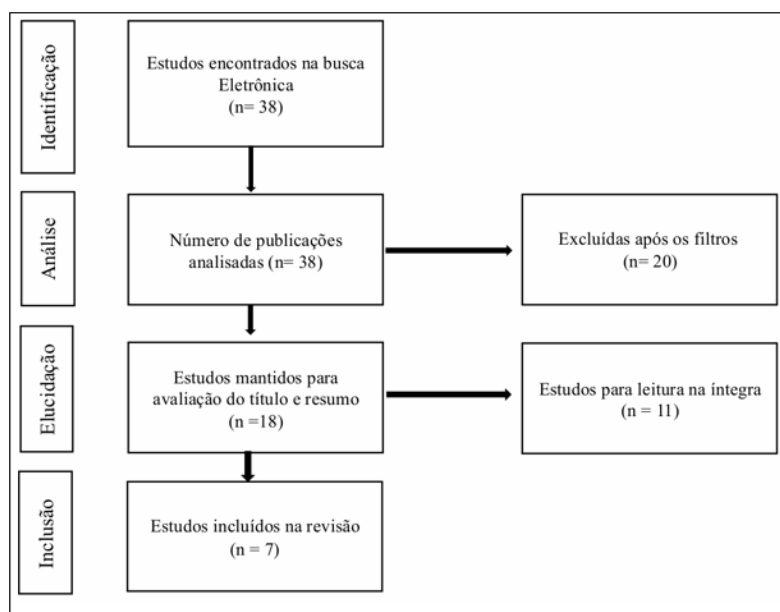 Identificação
Estudos encontrados na busca
Eletrônica
(n= 38)
Análise
Número de publicações
analisadas (n= 38)
Excluídas após os filtros
(n= 20)
Elucidação
Estudos mantidos para
avaliação do título e resumo
(n =18)
Estudos para leitura na íntegra
(n = 11)
Inclusão
Estudos incluídos na revisão
(n = 7)